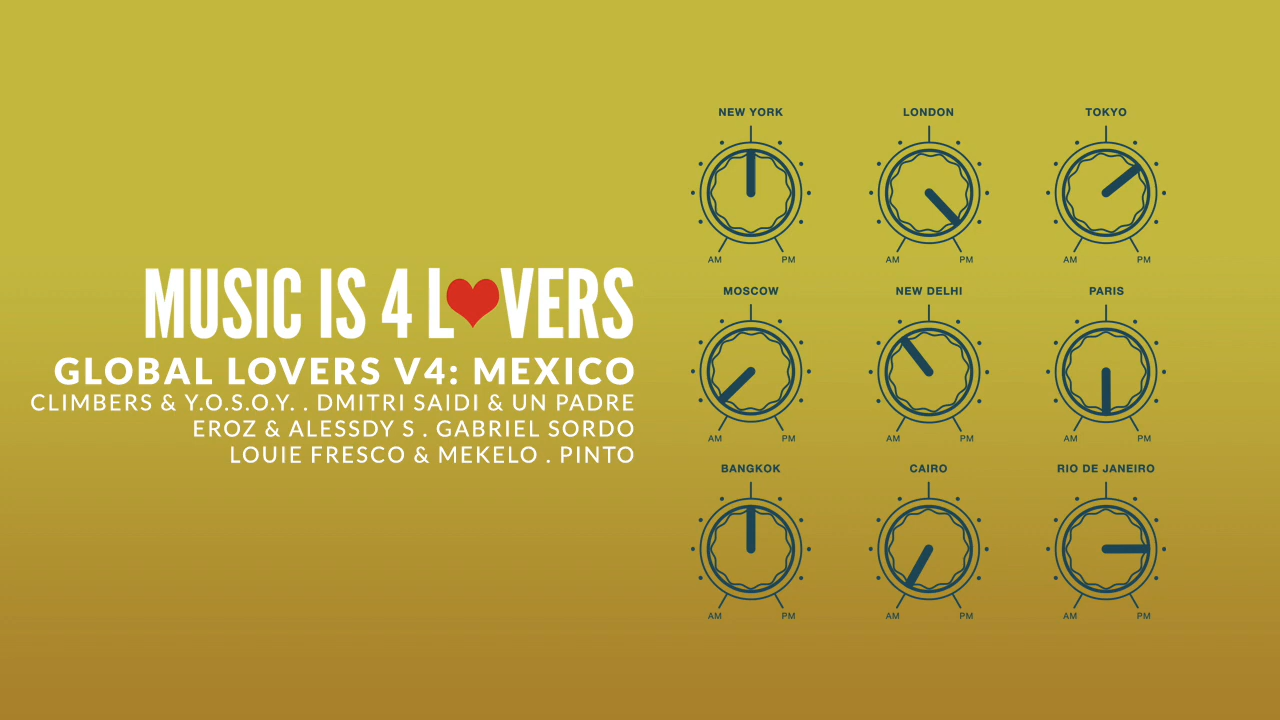 MUSIC IS 4 L❤VERS
GLOBAL LOVERS V4: MEXICO
CLIMBERS & Y.O.S.O.Y. . DMITRI SAIDI & UN PADRE
EROZ & ALESSDY S . GABRIEL SORDO
LOUIE FRESCO & MEKELO . PINTO
NEW YORK
AM PM
LONDON
AM PM
TOKYO
AM PM
MOSCOW
AM PM
NEW DELHI
AM PM
PARIS
AM PM
BANGKOK
AM PM
CAIRO
AM PM
RIO DE JANEIRO
AM PM